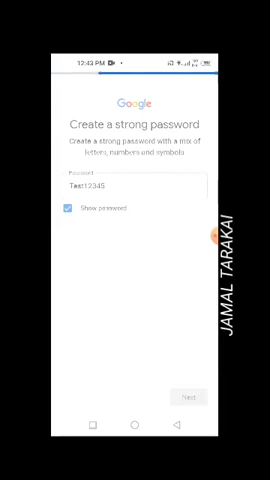 12:43 PM
Google
Create a strong password
Create a strong password with a mix of
letters, numbers and symbols
Password
Test12345
Show password
JAMAL TARAKAI
Next